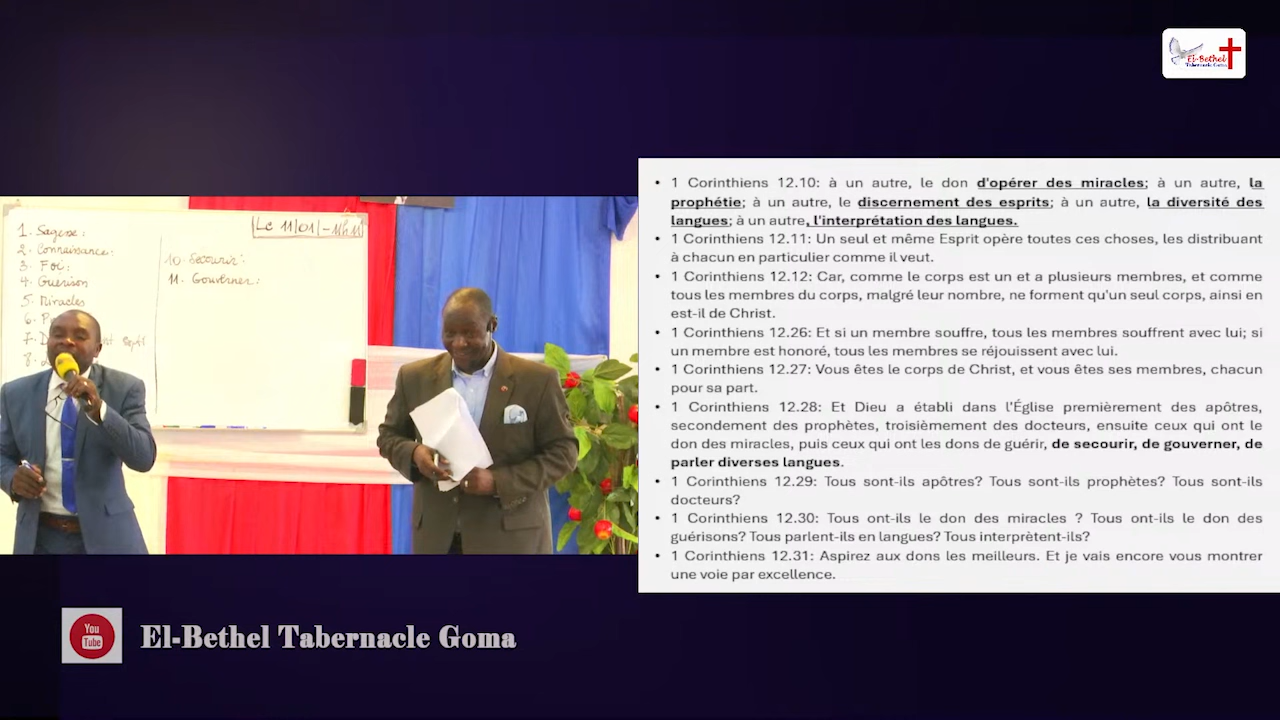 El-Bethel
Tabernacle Goma
Le 11/01/-11h11
1. Sagesse:
2. Connaissance:
3. Foi:
4. Guerison
5. Miracles
6.
7.
8.
10. Secourir:
11. Gouverner:
• 1 Corinthiens 12.10: à un autre, le don d'opérer des miracles; à un autre, la
prophétie; à un autre, le discernement des esprits; à un autre, la diversité des
langues; à un autre, l'interprétation des langues.
• 1 Corinthiens 12.11: Un seul et même Esprit opère toutes ces choses, les distribuant
à chacun en particulier comme il veut.
• 1 Corinthiens 12.12: Car, comme le corps est un et a plusieurs membres, et comme
tous les membres du corps, malgré leur nombre, ne forment qu'un seul corps, ainsi en
est-il de Christ.
• 1 Corinthiens 12.26: Et si un membre souffre, tous les membres souffrent avec lui; si
un membre est honoré, tous les membres se réjouissent avec lui.
• 1 Corinthiens 12.27: Vous êtes le corps de Christ, et vous êtes ses membres, chacun
pour sa part.
• 1 Corinthiens 12.28: Et Dieu a établi dans l'Église premièrement des apôtres,
secondement des prophètes, troisièmement des docteurs, ensuite ceux qui ont le
don des miracles, puis ceux qui ont les dons de guérir, de secourir, de gouverner, de
parler diverses langues.
• 1 Corinthiens 12.29: Tous sont-ils apôtres? Tous sont-ils prophètes? Tous sont-ils
docteurs?
• 1 Corinthiens 12.30: Tous ont-ils le don des miracles ? Tous ont-ils le don des
guérisons? Tous parlent-ils en langues? Tous interprètent-ils?
• 1 Corinthiens 12.31: Aspirez aux dons les meilleurs. Et je vais encore vous montrer
une voie par excellence.
You
Tube
El-Bethel Tabernacle Goma